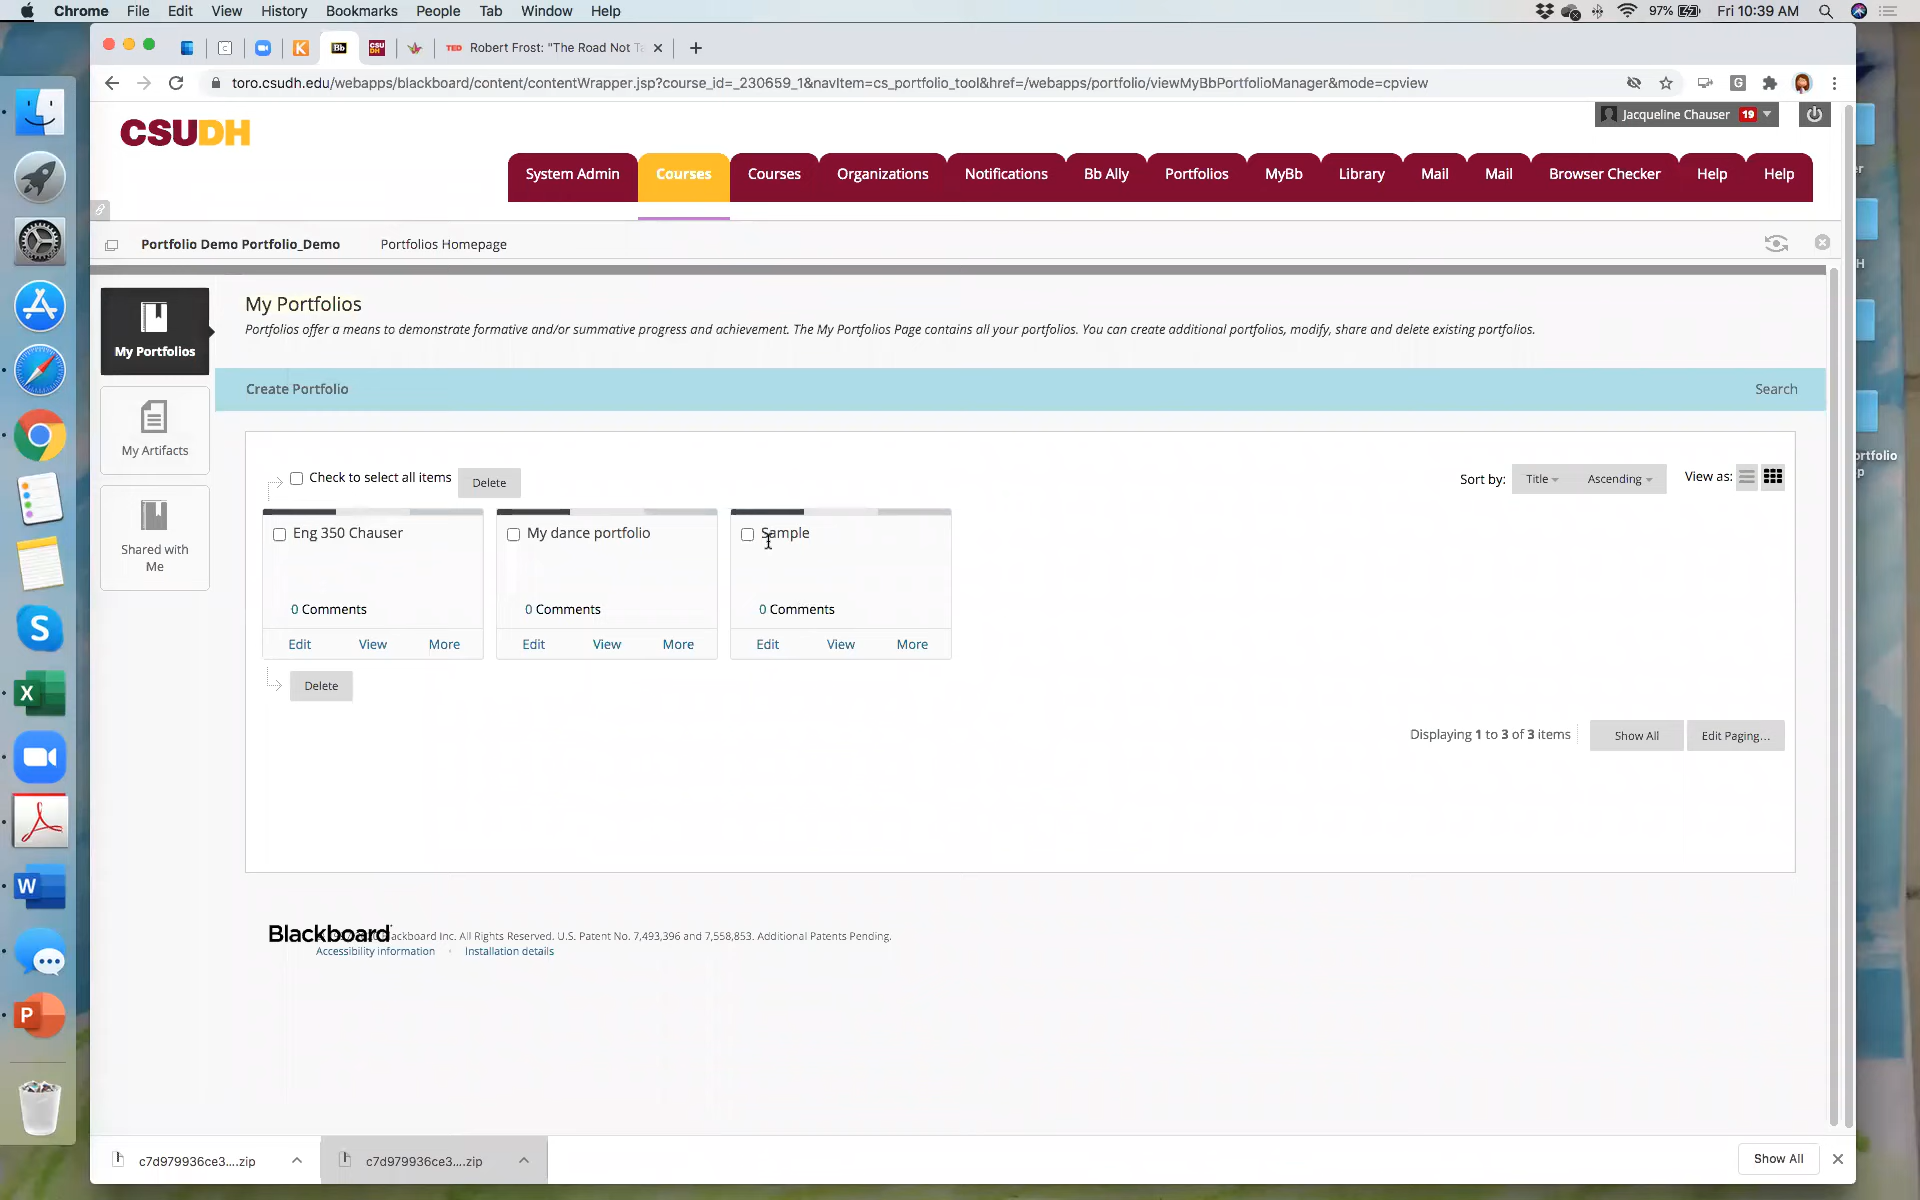 Chrome File Edit View History Bookmarks People Tab Window Help 97% Fri 10:39 AM
C K Bb CSU DH TED Robert Frost: "The Road Not T
toro.csudh.edu/webapps/blackboard/content/contentWrapper.jsp?course_id=_230659_1&navItem=cs_portfolio_tool&href=/webapps/portfolio/viewMyBbPortfolioManager&mode=cpview
Jacqueline Chauser 19
CSUDH
System Admin Courses Courses Organizations Notifications Bb Ally Portfolios MyBb Library Mail Mail Browser Checker Help Help
Portfolio Demo Portfolio_Demo Portfolios Homepage
My Portfolios
My Portfolios
Portfolios offer a means to demonstrate formative and/or summative progress and achievement. The My Portfolios Page contains all your portfolios. You can create additional portfolios, modify, share and delete existing portfolios.
Create Portfolio Search
My Artifacts
Shared with
Me
Check to select all items Delete Sort by: Title Ascending View as:
Eng 350 Chauser My dance portfolio Sample
0 Comments 0 Comments 0 Comments
Edit View More Edit View More Edit View More
Delete
Displaying 1 to 3 of 3 items Show All Edit Paging...
Blackboard
Blackboard Inc. All Rights Reserved. U.S. Patent No. 7,493,396 and 7,558,853. Additional Patents Pending.
Accessibility information Installation details
c7d979936ce3....zip c7d979936ce3....zip Show All
ortfolio